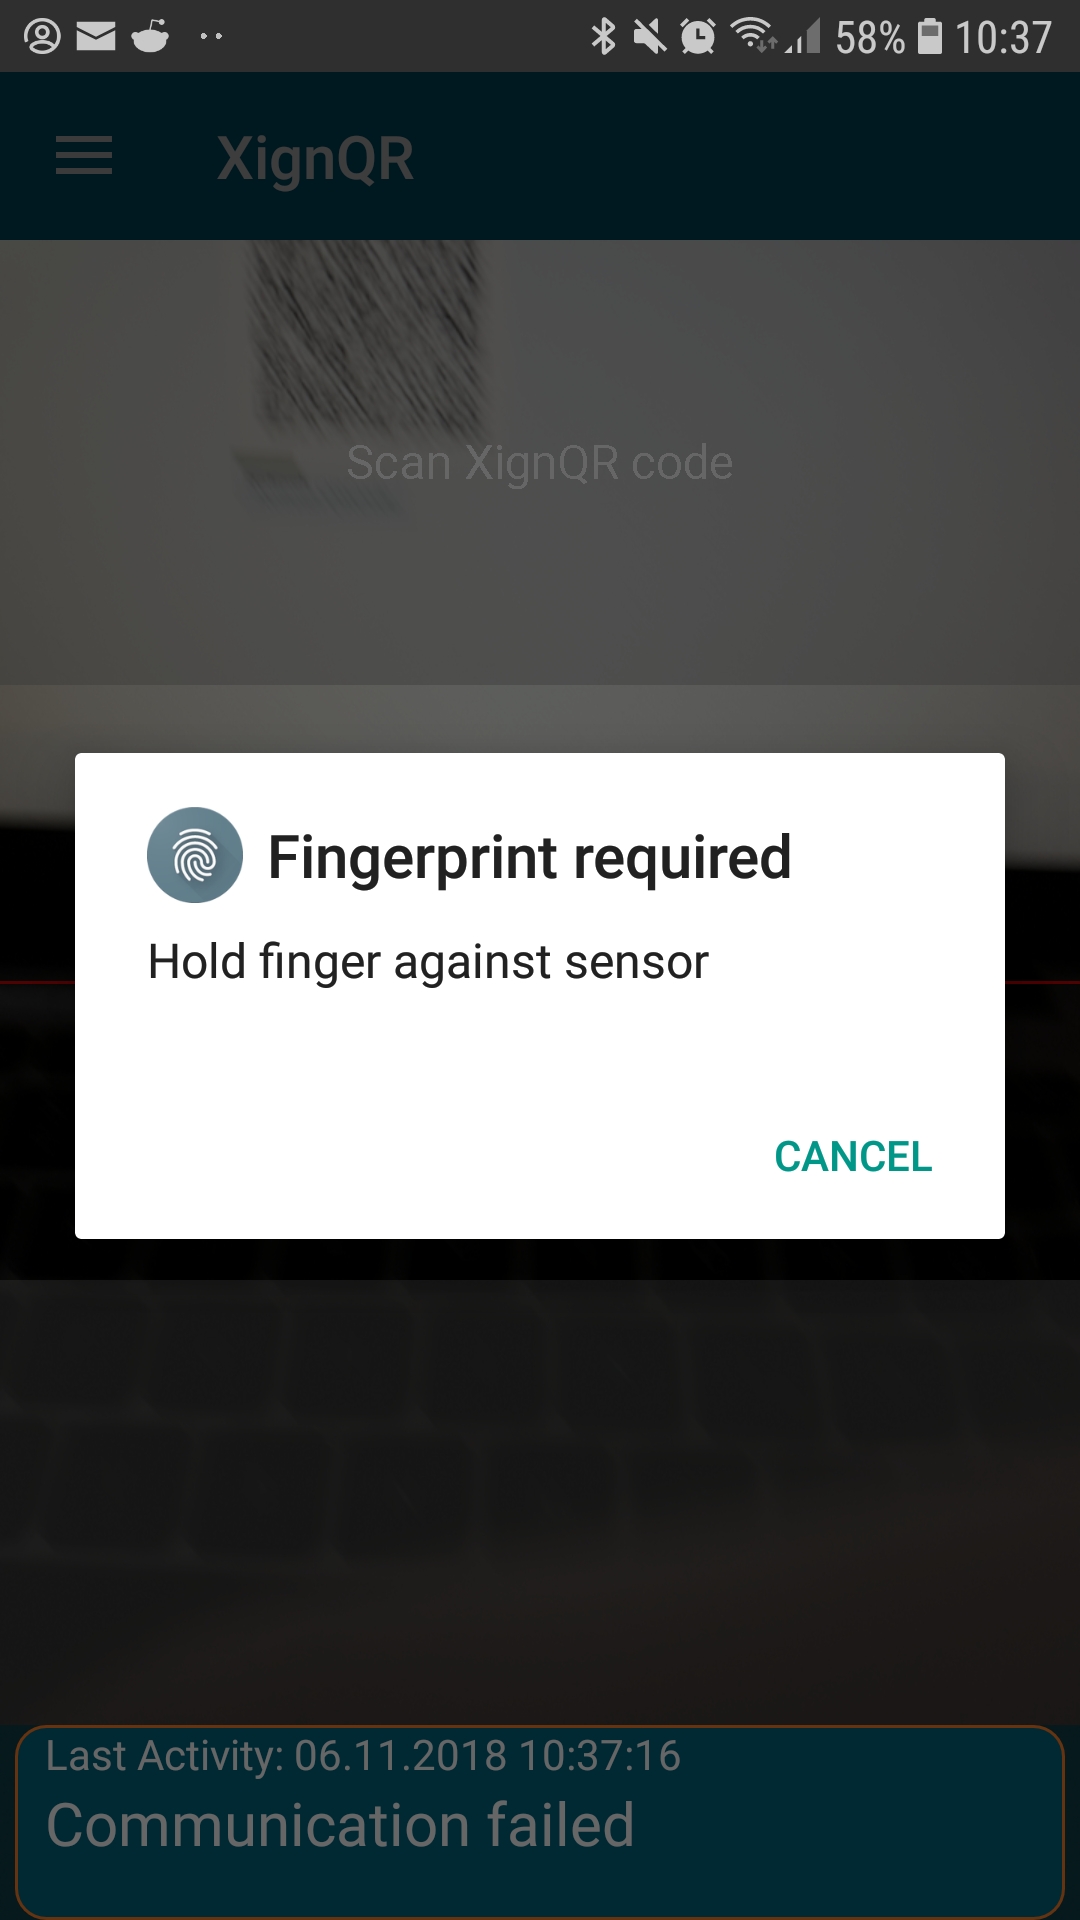 58% 10:37
XignQR
Scan XignQR code
Fingerprint required
Hold finger against sensor
CANCEL
Last Activity: 06.11.2018 10:37:16
Communication failed